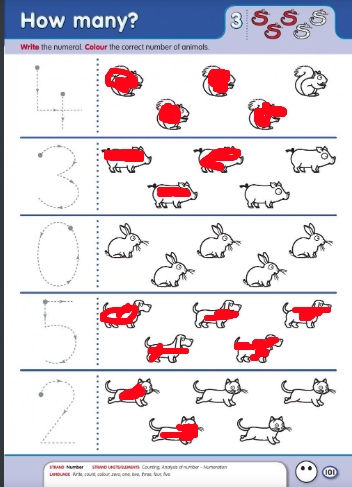 How many?
3
Write the numeral. Colour the correct number of animals.
4
3
0
5
2
STRAND Number STRAND UNITS/ELEMENTS Counting, Analysis of number – Numeration
LANGUAGE Write, count, colour, zero, one, two, three, four, five
101